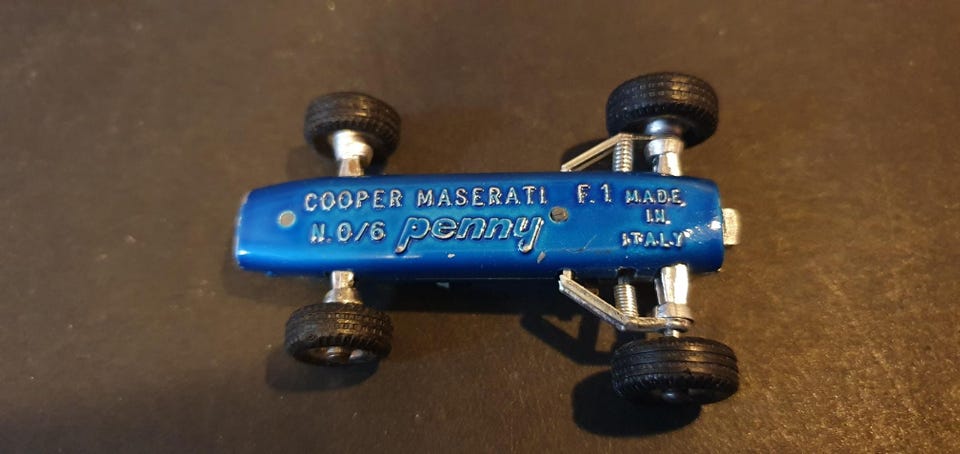 COOPER MASERATI F.1
N. 0/6 penny
MADE
IN
ITALY